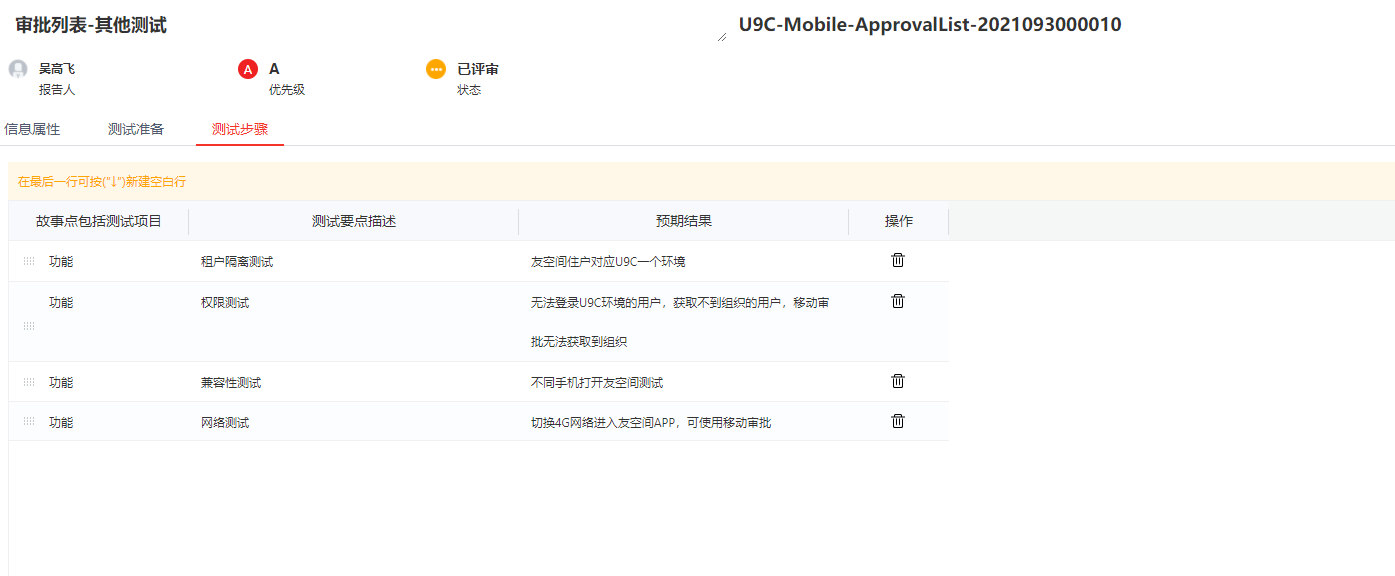 审批列表-其他测试
U9C-Mobile-ApprovalList-2021093000010
吴高飞
报告人
A
A
优先级
已评审
状态
信息属性
测试准备
测试步骤
在最后一行可按("↓")新建空白行
故事点包括测试项目
测试要点描述
预期结果
操作
功能
租户隔离测试
友空间住户对应U9C一个环境
功能
权限测试
无法登录U9C环境的用户，获取不到组织的用户，移动审
批无法获取到组织
功能
兼容性测试
不同手机打开友空间测试
功能
网络测试
切换4G网络进入友空间APP，可使用移动审批